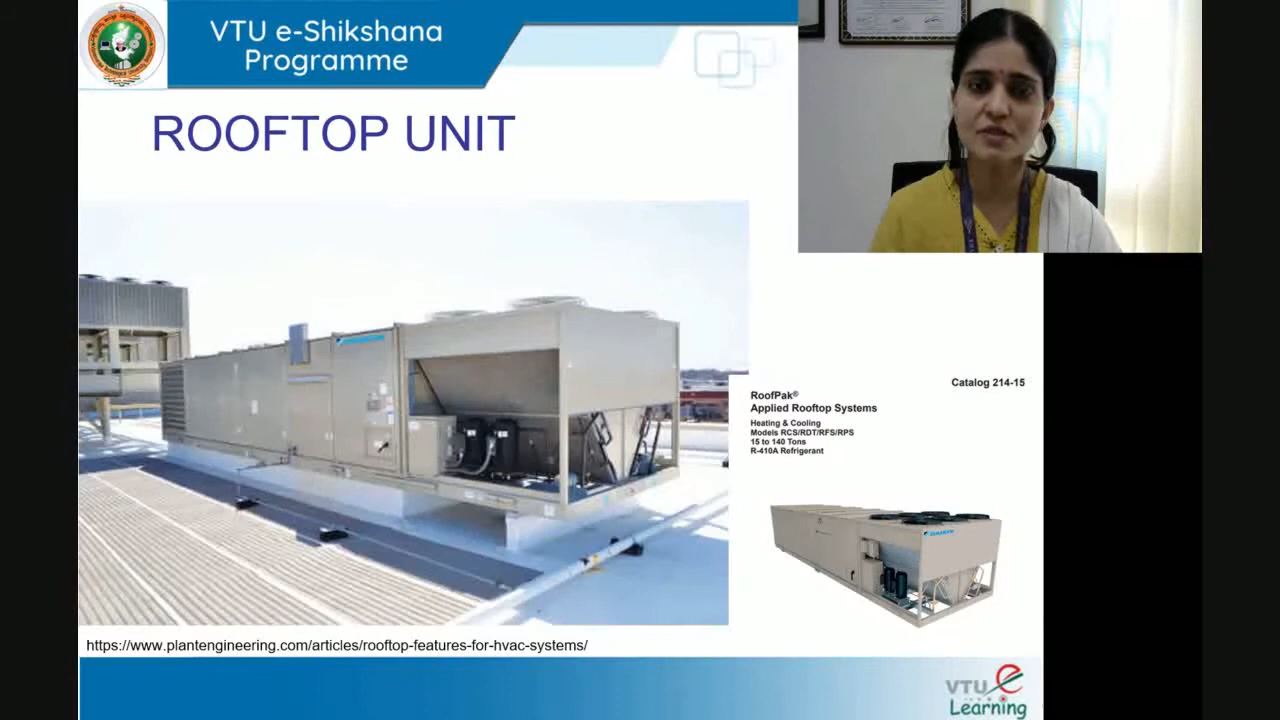 VTU e-Shikshana
Programme
ROOFTOP UNIT
Catalog 214-15
RoofPak®
Applied Rooftop Systems
Heating & Cooling
Models RCS/RDT/RFS/RPS
15 to 140 Tons
R-410A Refrigerant
DAIKIN
https://www.plantengineering.com/articles/rooftop-features-for-hvac-systems/
VTU e
Learning